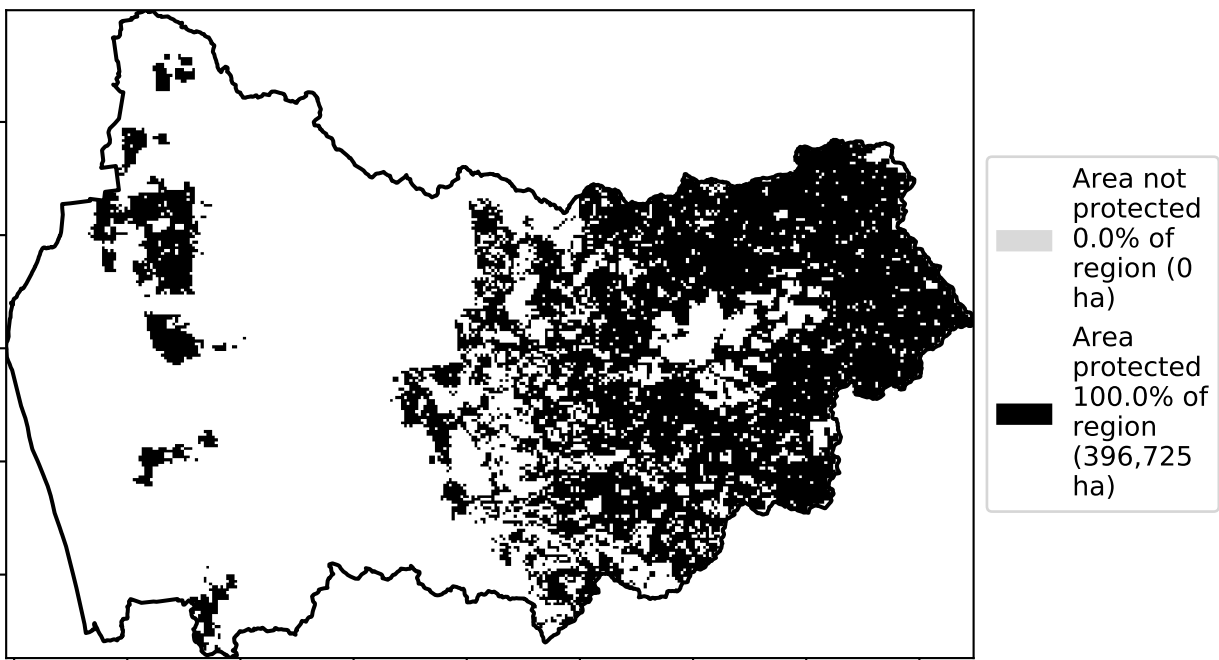 Area not
protected
0.0% of
region (0
ha)
Area
protected
100.0% of
region
(396,725
ha)